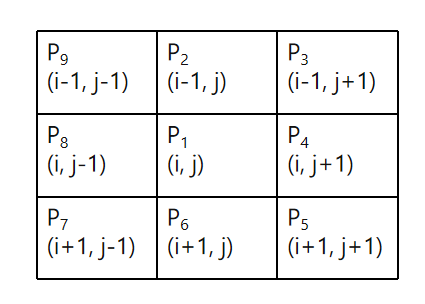 P₉
(i-1, j-1)
P₂
(i-1, j)
P₃
(i-1, j+1)
P₈
(i, j-1)
P₁
(i, j)
P₄
(i, j+1)
P₇
(i+1, j-1)
P₆
(i+1, j)
P₅
(i+1, j+1)